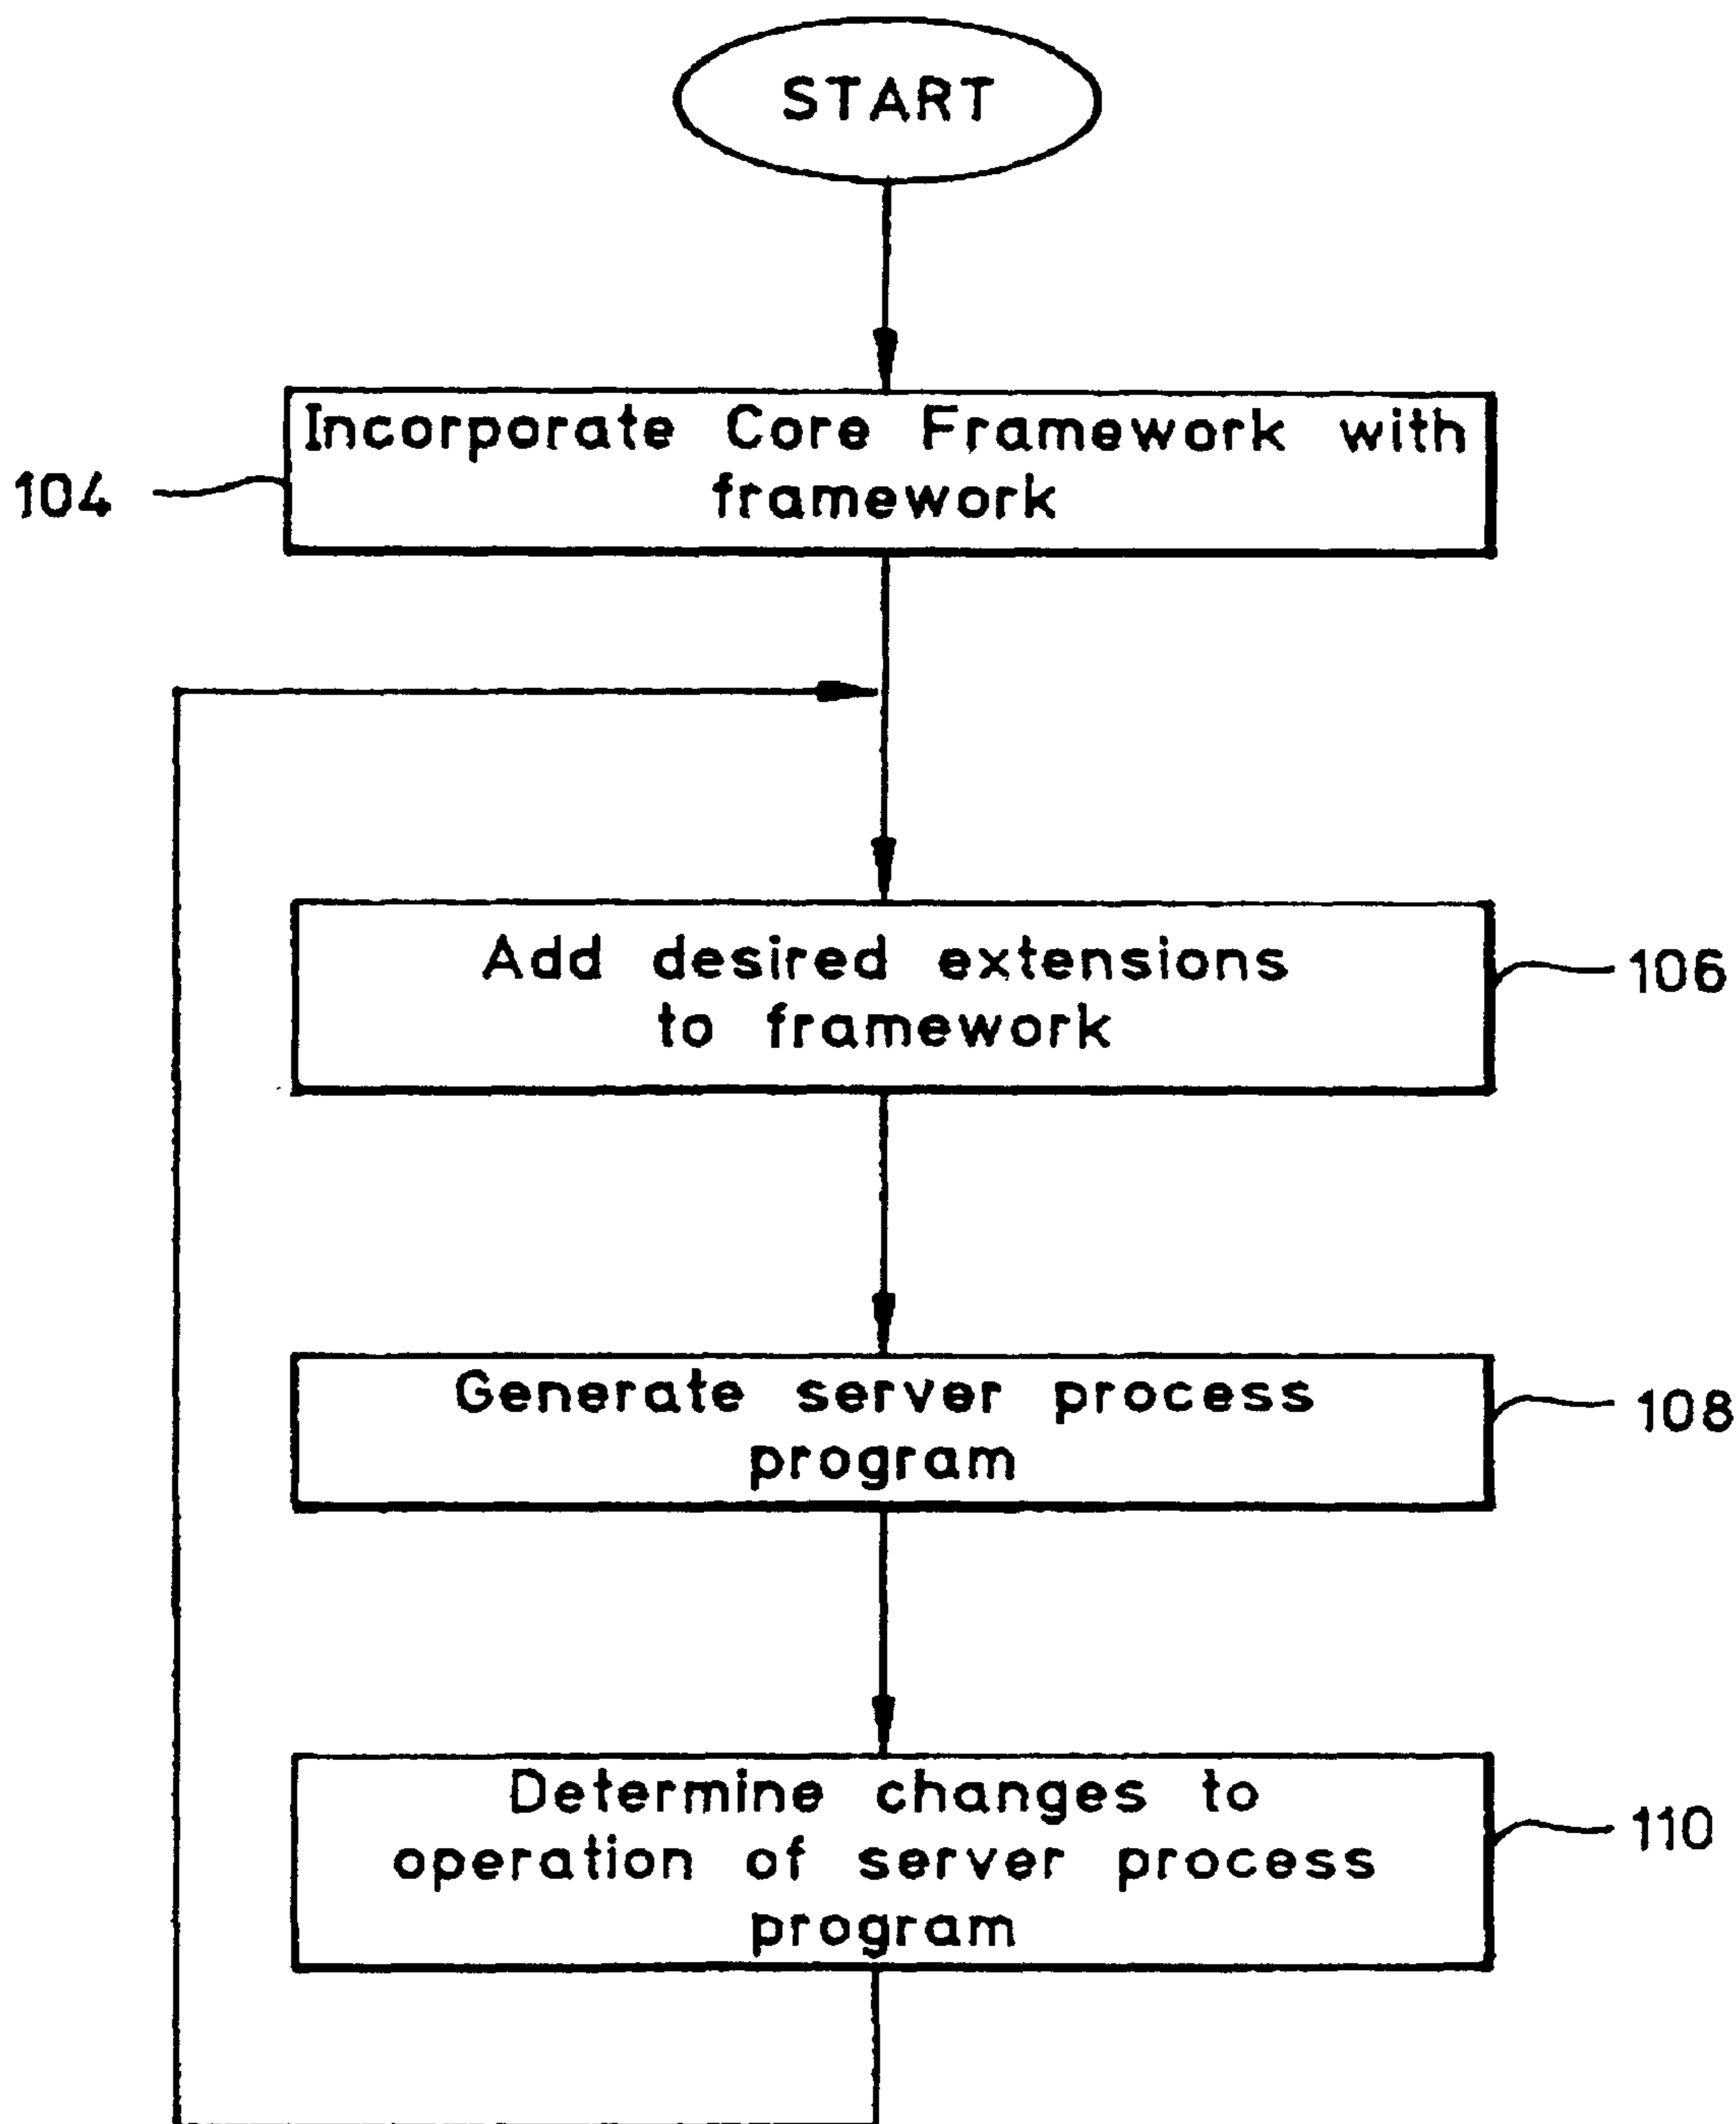 START
Incorporate Core Framework with
framework
104
Add desired extensions
to framework
106
Generate server process
program
108
Determine changes to
operation of server process
program
110